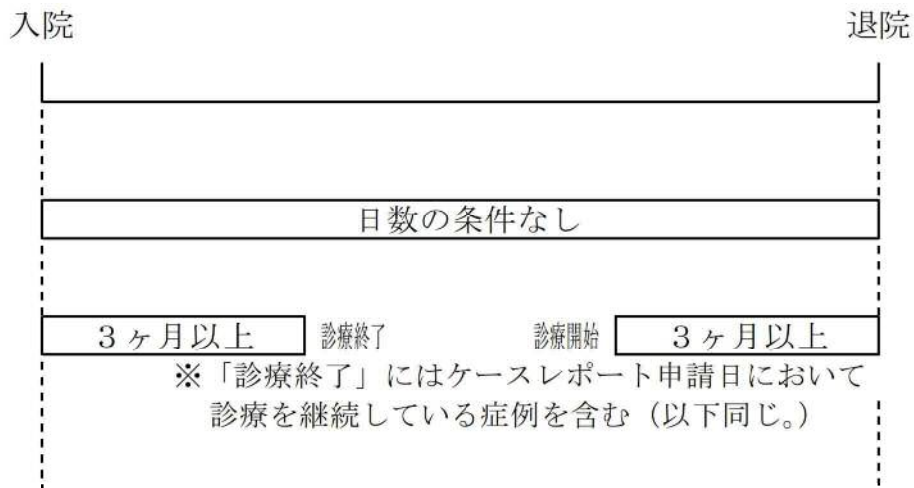 入院 退院
日数の条件なし
3ヶ月以上 診療終了 診療開始 3ヶ月以上
※「診療終了」にはケースレポート申請日において
診療を継続している症例を含む（以下同じ。）